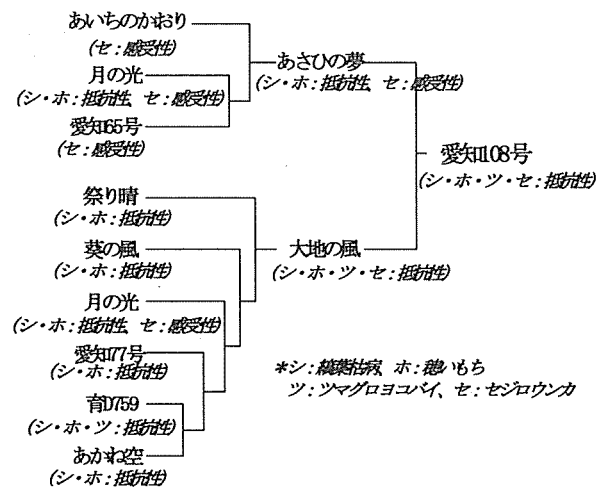 あいちのかおり
(セ：感受性)
月の光
(シ・ホ：抵抗性、セ：感受性)
愛知65号
(セ：感受性)
あさひの夢
(シ・ホ：抵抗性、セ：感受性)
愛知108号
(シ・ホ・ツ・セ：抵抗性)
祭り晴
(シ・ホ：抵抗性)
葵の風
(シ・ホ：抵抗性)
大地の風
(シ・ホ・ツ・セ：抵抗性)
月の光
(シ・ホ：抵抗性、セ：感受性)
愛知77号
(シ・ホ：抵抗性)
育D759
(シ・ホ・ツ：抵抗性)
あかね空
(シ・ホ：抵抗性)
*シ：縞葉枯病、ホ：穂いもち
ツ：ツマグロヨコバイ、セ：セジロウンカ